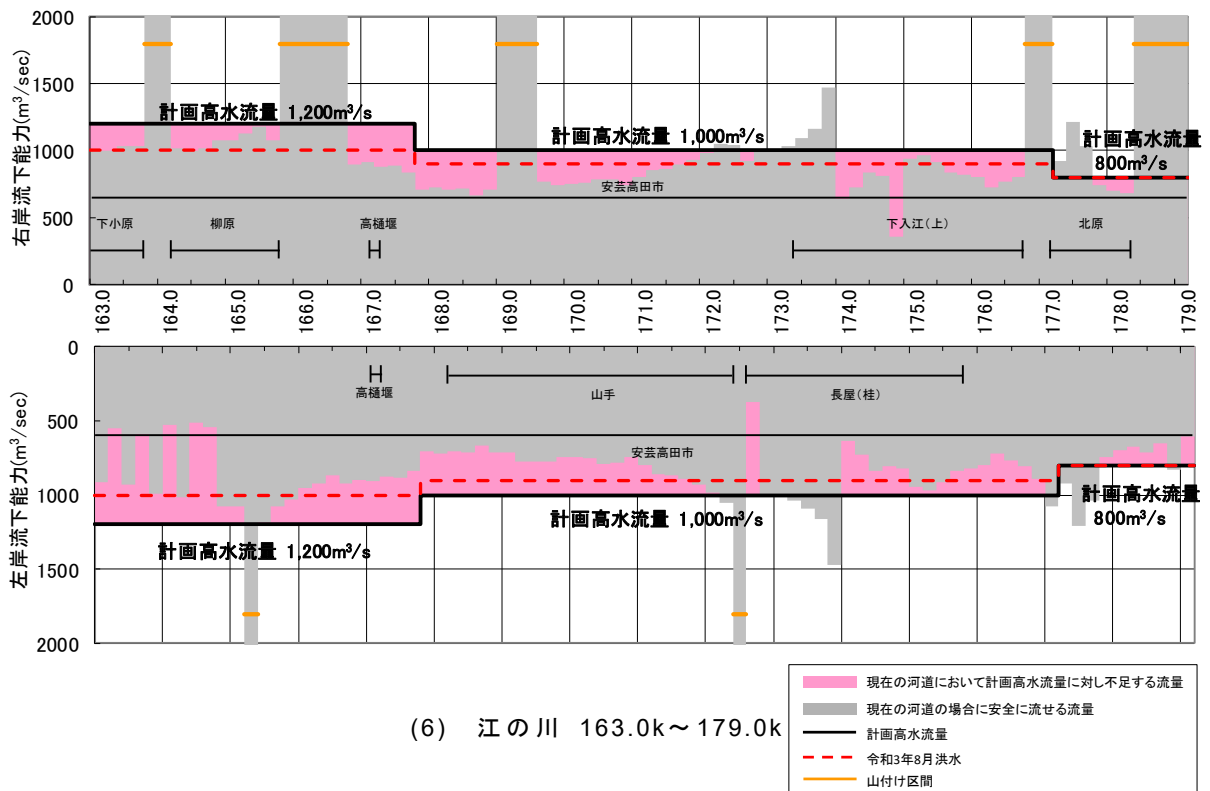 2000
1500
1000
500
0
右岸流下能力(m³/sec)
計画高水流量 1,200m³/s
計画高水流量 1,000m³/s
計画高水流量
800m³/s
安芸高田市
下小原
柳原
高樋堰
下入江(上)
北原
163.0
164.0
165.0
166.0
167.0
168.0
169.0
170.0
171.0
172.0
173.0
174.0
175.0
176.0
177.0
178.0
179.0
0
500
1000
1500
2000
左岸流下能力(m³/sec)
高樋堰
山手
長屋(桂)
安芸高田市
計画高水流量 1,200m³/s
計画高水流量 1,000m³/s
計画高水流量
800m³/s
(6) 江の川 163.0k～179.0k
現在の河道において計画高水流量に対し不足する流量
現在の河道の場合に安全に流せる流量
計画高水流量
令和3年8月洪水
山付け区間